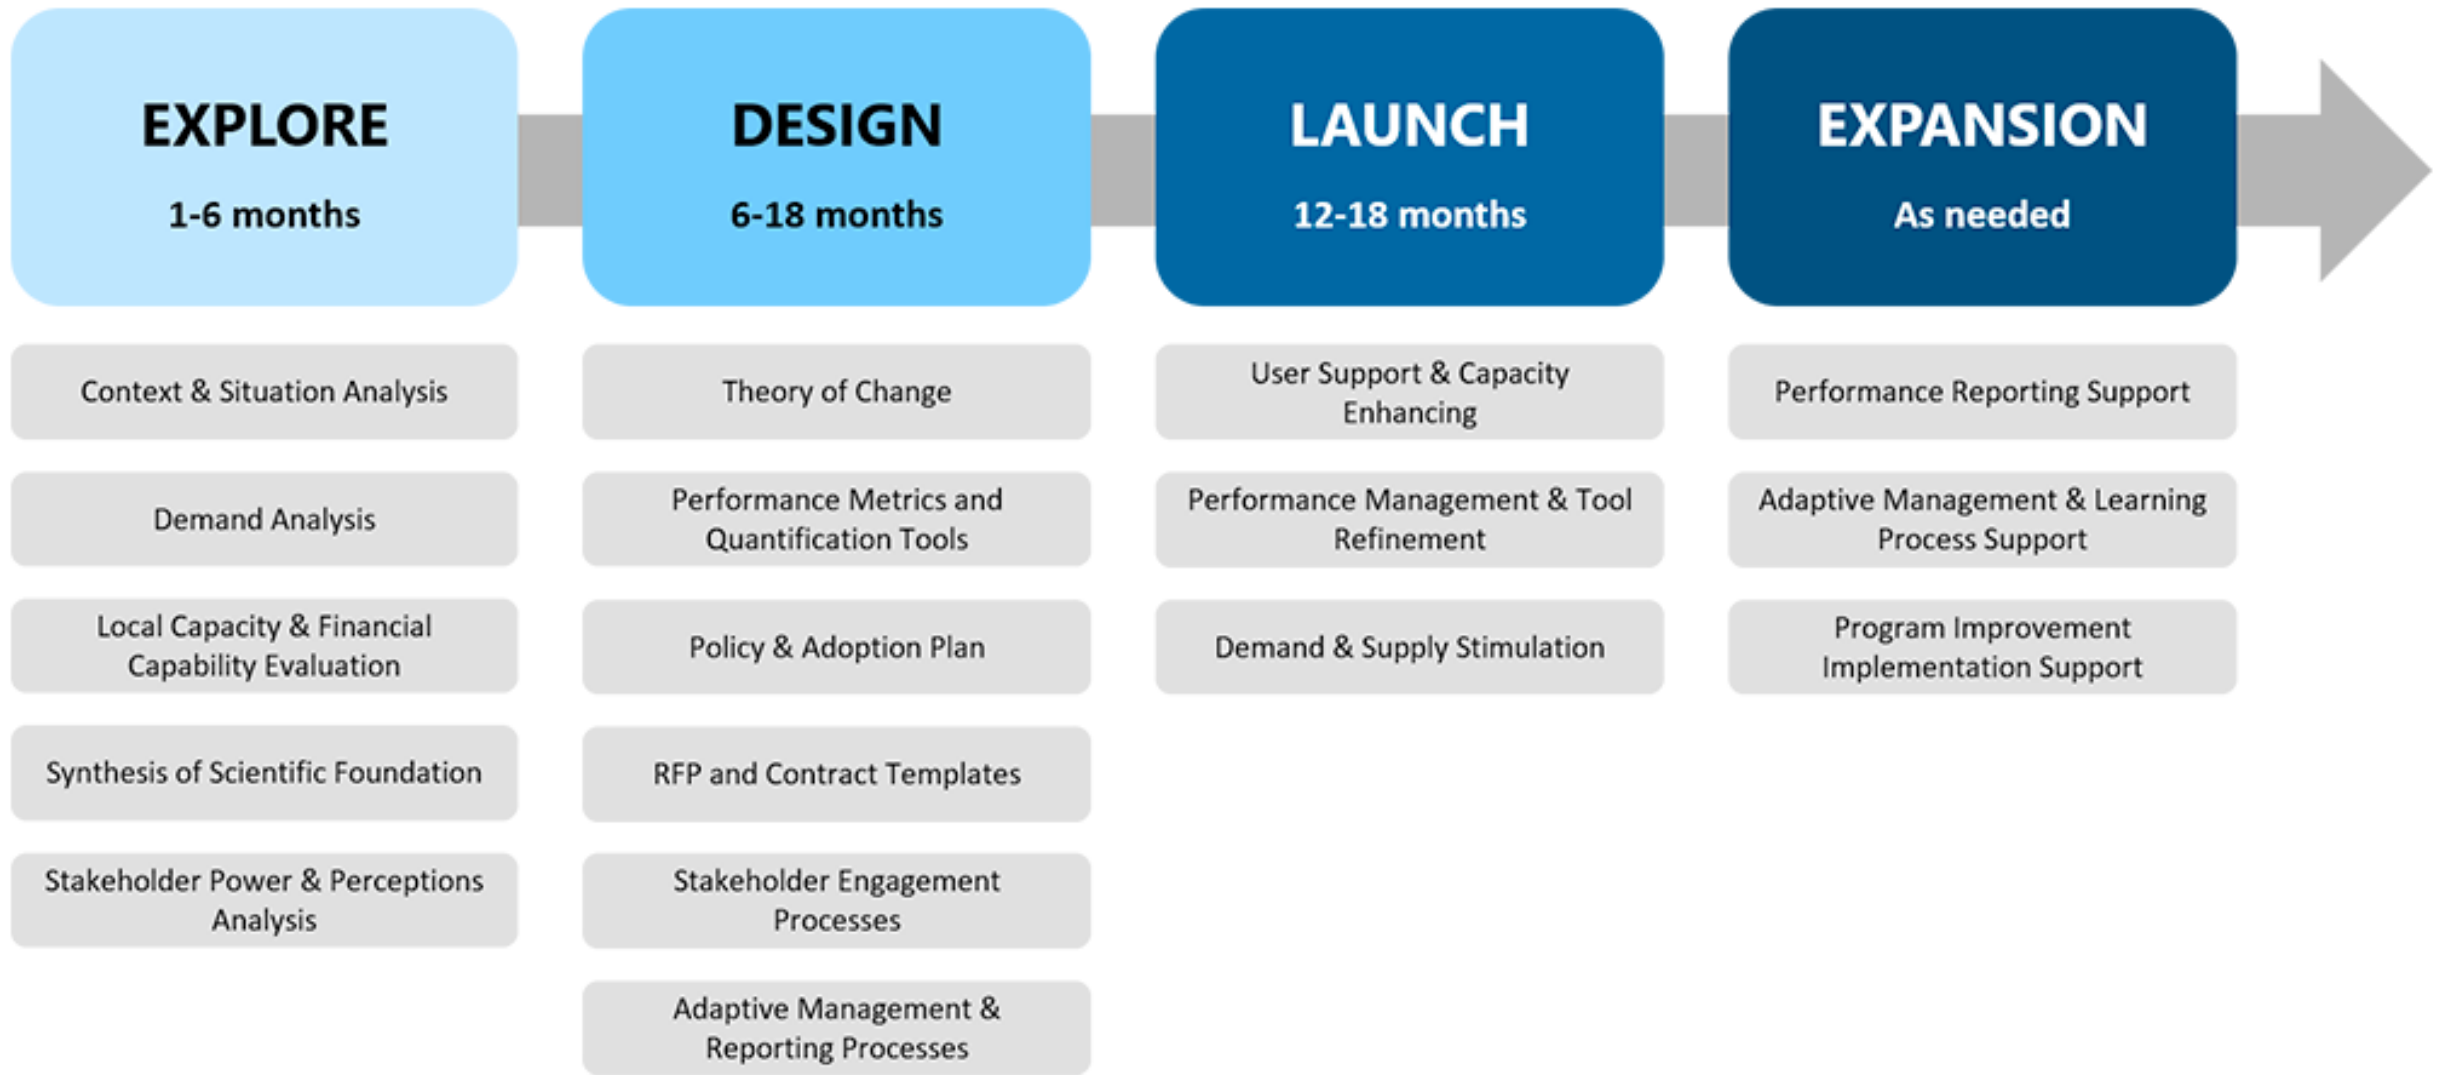 EXPLORE
1-6 months
Context & Situation Analysis
Demand Analysis
Local Capacity & Financial
Capability Evaluation
Synthesis of Scientific Foundation
Stakeholder Power & Perceptions
Analysis
DESIGN
6-18 months
Theory of Change
Performance Metrics and
Quantification Tools
Policy & Adoption Plan
RFP and Contract Templates
Stakeholder Engagement
Processes
Adaptive Management &
Reporting Processes
LAUNCH
12-18 months
User Support & Capacity
Enhancing
Performance Management & Tool
Refinement
Demand & Supply Stimulation
EXPANSION
As needed
Performance Reporting Support
Adaptive Management & Learning
Process Support
Program Improvement
Implementation Support